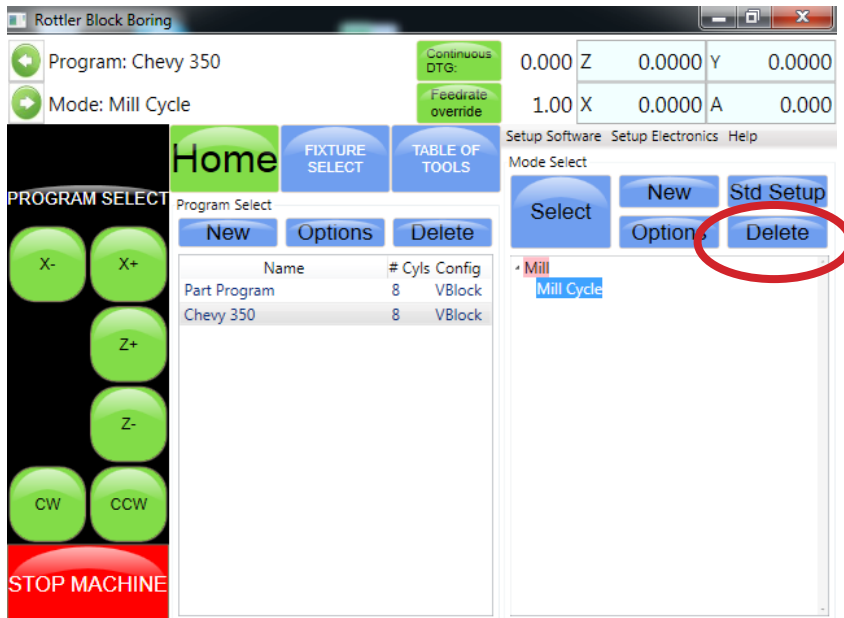 Rottler Block Boring
Program: Chevy 350
Mode: Mill Cycle
Continuous
DTG:
Feedrate
override
0.000 Z 0.0000 Y 0.0000
1.00 X 0.0000 A 0.000
Setup Software Setup Electronics Help
PROGRAM SELECT
X- X+
Z+
Z-
CW CCW
STOP MACHINE
Home
FIXTURE
SELECT
TABLE OF
TOOLS
Program Select
New Options Delete
Name # Cyls Config
Part Program 8 VBlock
Chevy 350 8 VBlock
Mode Select
Select
New Std Setup
Options Delete
Mill
Mill Cycle